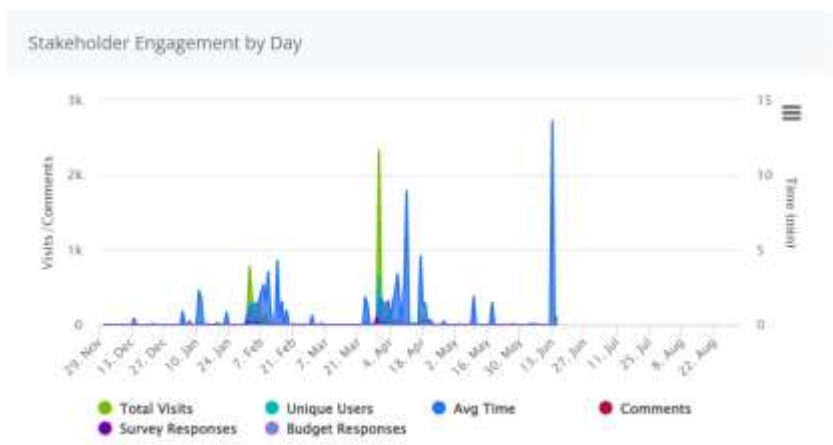 Stakeholder Engagement by Day
3k
15
2k
10
1k
5
0
0
Visits/Comments
Time (min)
29. Nov
13. Dec
27. Dec
10. Jan
24. Jan
7. Feb
21. Feb
7. Mar
21. Mar
4. Apr
18. Apr
2. May
16. May
30. May
13. Jun
27. Jun
11. Jul
25. Jul
8. Aug
22. Aug
Total Visits
Unique Users
Avg Time
Comments
Survey Responses
Budget Responses